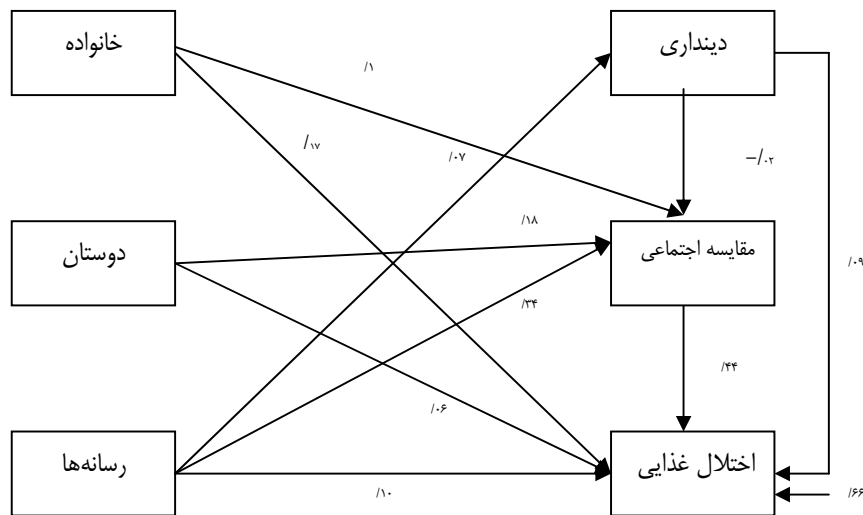 خانواده
دینداری
/۱
/۱۷
/۰۷
–/۰۲
دوستان
/۱۸
مقایسه اجتماعی
/۰۹
/۳۴
/۴۴
/۰۶
رسانه‌ها
اختلال غذایی
/۱۰
/۶۶